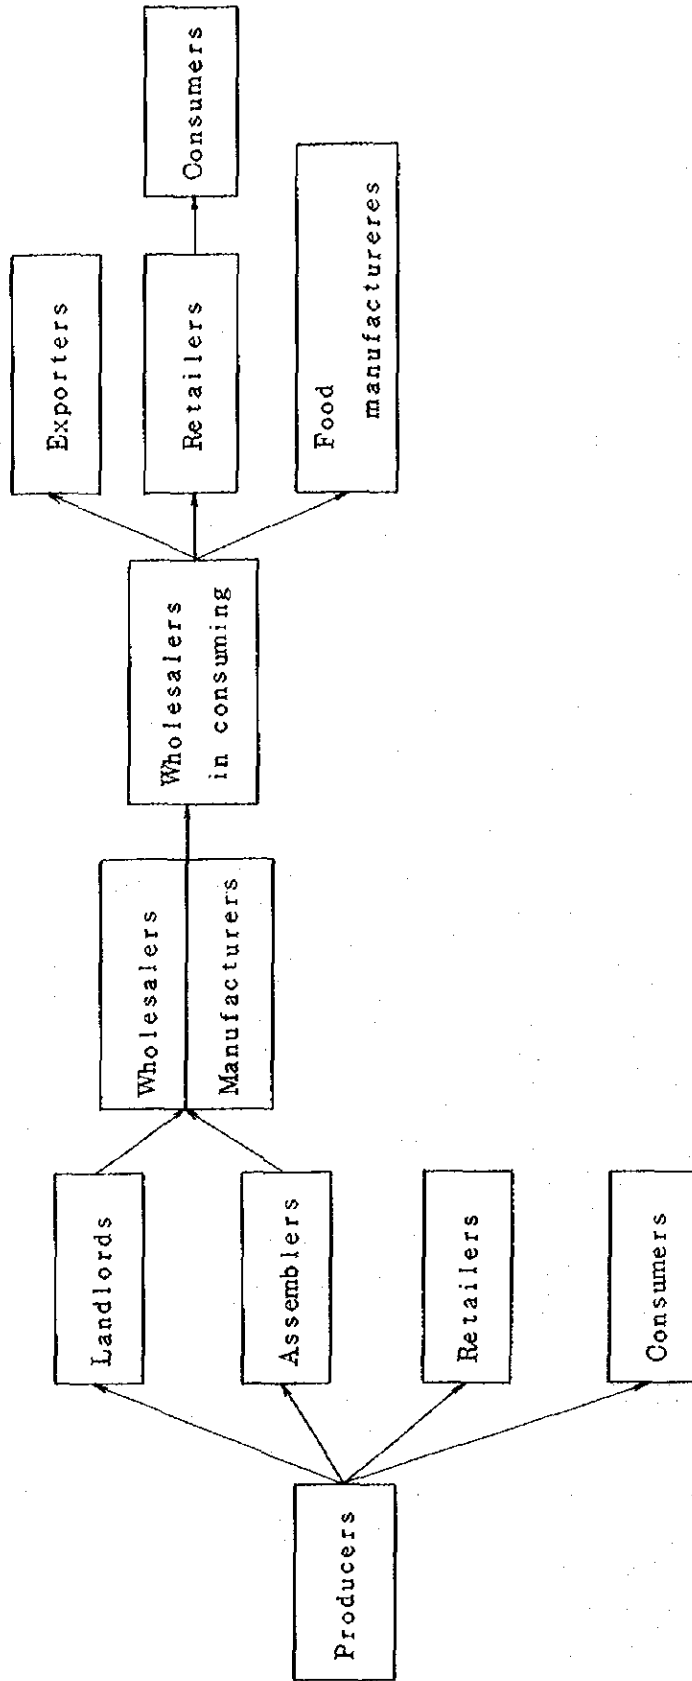 Producers
Landlords
Assemblers
Retailers
Consumers
Wholesalers
Manufacturers
Wholesalers
in consuming
Exporters
Retailers
Food
manufactureres
Consumers